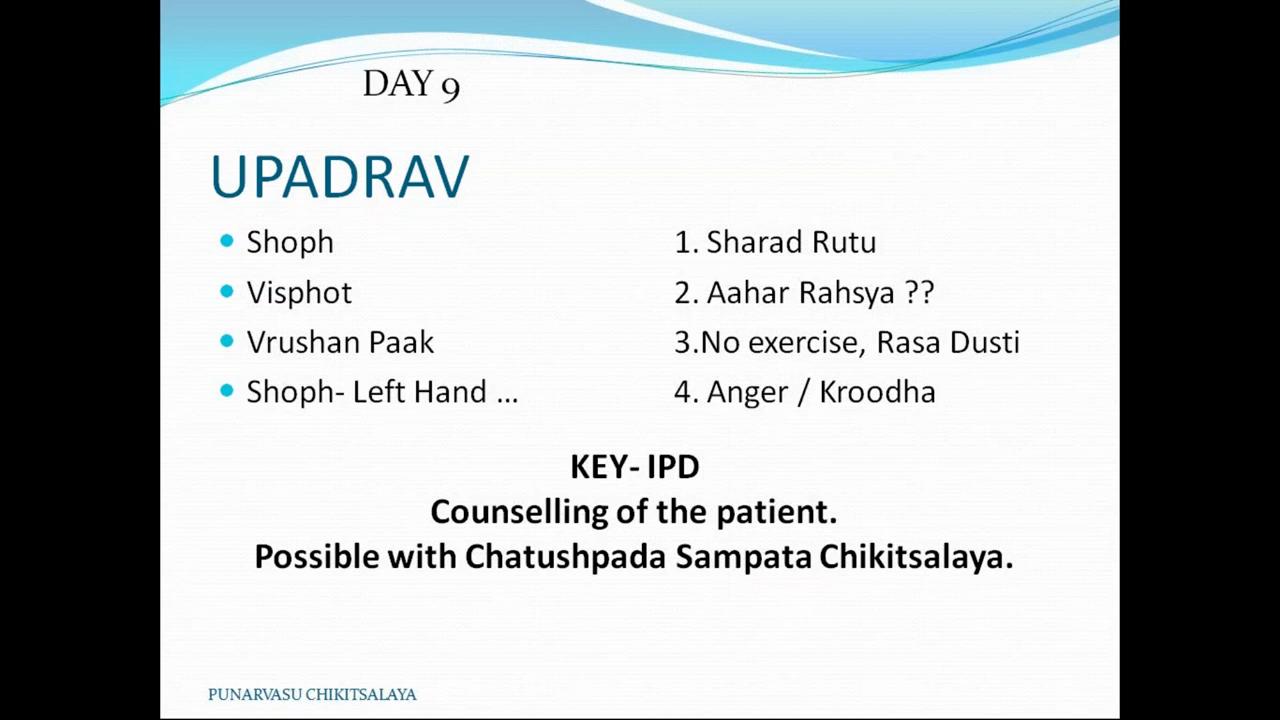 DAY 9
UPADRAV
Shoph
Visphot
Vrushan Paak
Shoph- Left Hand ...
1. Sharad Rutu
2. Aahar Rahsya ??
3.No exercise, Rasa Dusti
4. Anger / Kroodha
KEY- IPD
Counselling of the patient.
Possible with Chatushpada Sampata Chikitsalaya.
PUNARVASU CHIKITSALAYA